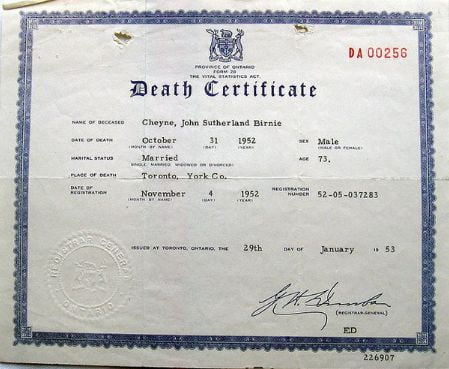 DA 00256
PROVINCE OF ONTARIO
FORM 28
THE VITAL STATISTICS ACT.
Death Certificate
NAME OF DECEASED Cheyne, John Sutherland Birnie
DATE OF DEATH October 31 1952 SEX Male
(MONTH BY NAME) (DAY) (YEAR) (MALE OR FEMALE)
MARITAL STATUS Married AGE 73.
(SINGLE, MARRIED, WIDOWED OR DIVORCED)
PLACE OF DEATH Toronto, York Co.
DATE OF REGISTRATION November 4 1952 REGISTRATION NUMBER 52-05-037283
(MONTH BY NAME) (DAY) (YEAR)
ISSUED AT TORONTO, ONTARIO, THE 29th DAY OF January 19 53
REGISTRAR GENERAL
ONTARIO
(REGISTRAR-GENERAL)
ED
226907